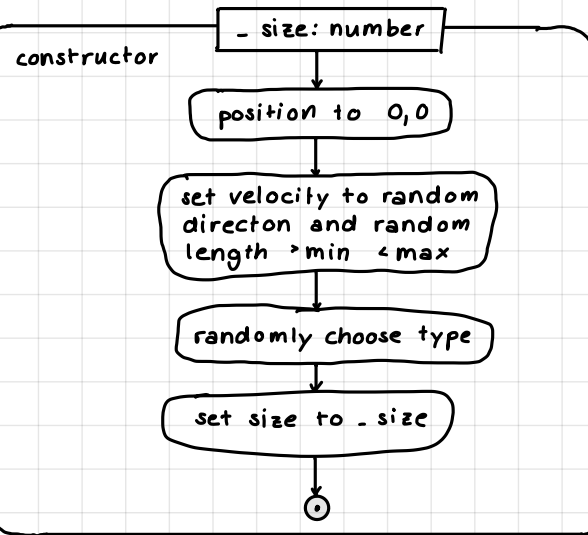 _ size: number
constructor
position to 0,0
set velocity to random
directon and random
length >min <max
randomly choose type
set size to _ size